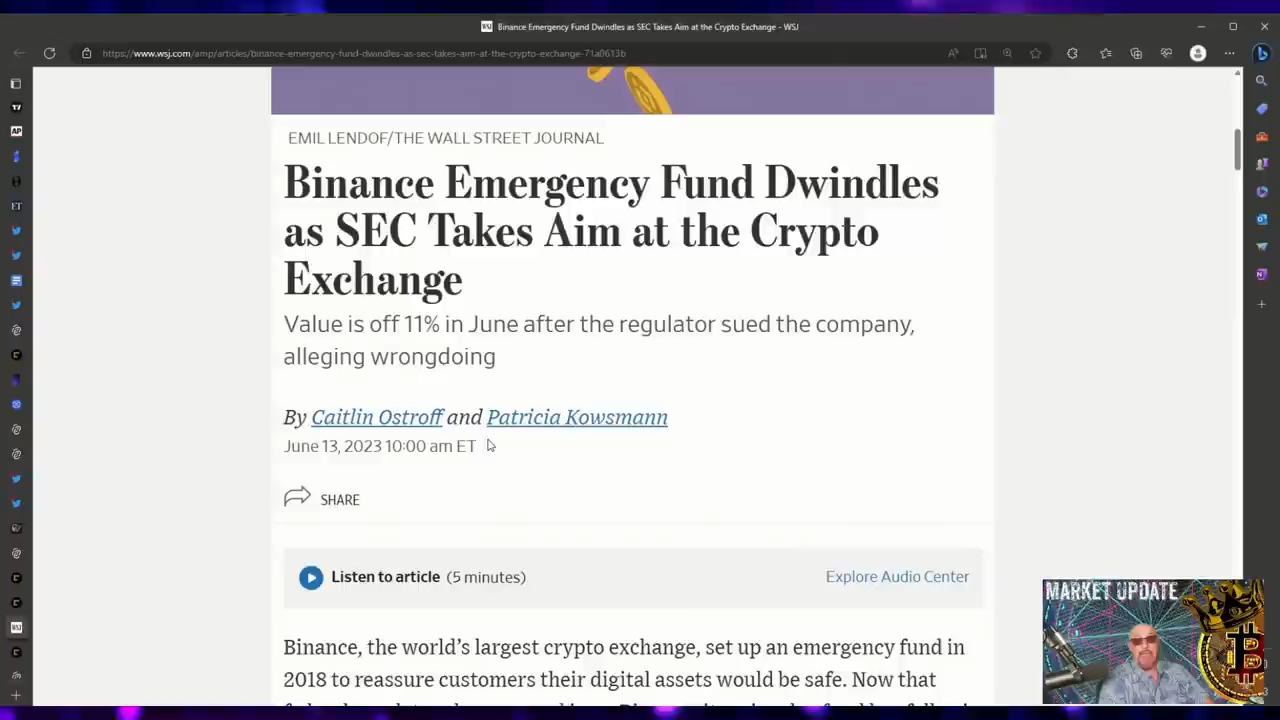 WSJ Binance Emergency Fund Dwindles as SEC Takes Aim at the Crypto Exchange - WSJ
https://www.wsj.com/amp/articles/binance-emergency-fund-dwindles-as-sec-takes-aim-at-the-crypto-exchange-71a0613b
EMIL LENDOF/THE WALL STREET JOURNAL
Binance Emergency Fund Dwindles
as SEC Takes Aim at the Crypto
Exchange
Value is off 11% in June after the regulator sued the company,
alleging wrongdoing
By Caitlin Ostroff and Patricia Kowsmann
June 13, 2023 10:00 am ET
SHARE
Listen to article (5 minutes)
Explore Audio Center
Binance, the world's largest crypto exchange, set up an emergency fund in
2018 to reassure customers their digital assets would be safe. Now that
MARKET UPDATE